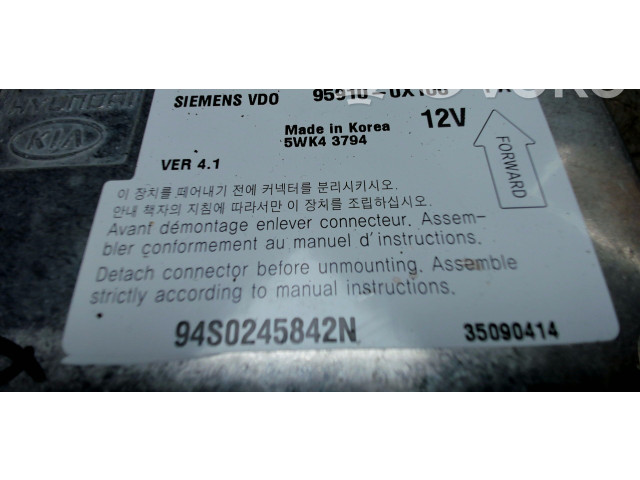 HYUNDAI
KIA
SIEMENS VDO
12V
Made in Korea
5WK4 3794
VER 4.1
FORWARD
이 장치를 떼어내기 전에 커넥터를 분리시키시오.
안내 책자의 지침에 따라서만 이 장치를 조립하십시오.
Avant démontage enlever connecteur. Assem-
bler conformement au manuel d'instructions.
Detach connector before unmounting. Assemble
strictly according to manual instructions.
94S0245842N
35090414